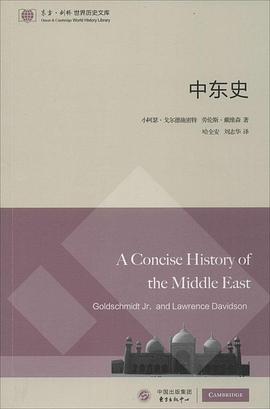 东方·剑桥世界历史文库
Orient & Cambridge World History Library
中东史
小阿瑟·戈尔德施密特 劳伦斯·戴维森 著
哈全安 刘志华 译
A Concise History of
the Middle East
Goldschmidt Jr. and Lawrence Davidson
中国出版集团
东方出版中心
CAMBRIDGE